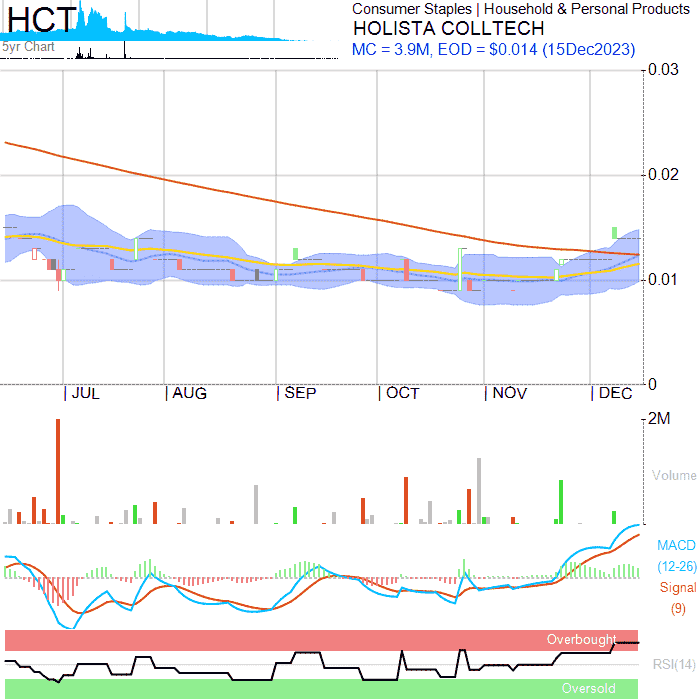 HCT
5yr Chart
Consumer Staples | Household & Personal Products
HOLISTA COLLTECH
MC = 3.9M, EOD = $0.014 (15Dec2023)
0.03
0.02
0.01
0
JUL
AUG
SEP
OCT
NOV
DEC
2M
Volume
MACD
(12-26)
Signal
(9)
Overbought
RSI(14)
Oversold